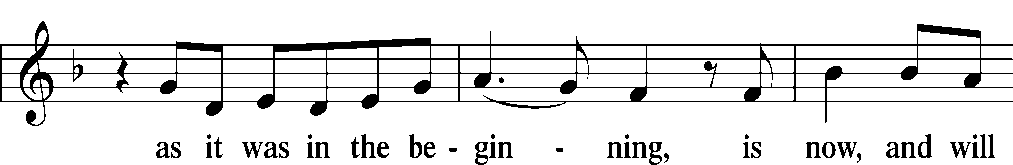 as it was in the be - gin - ning, is now, and will